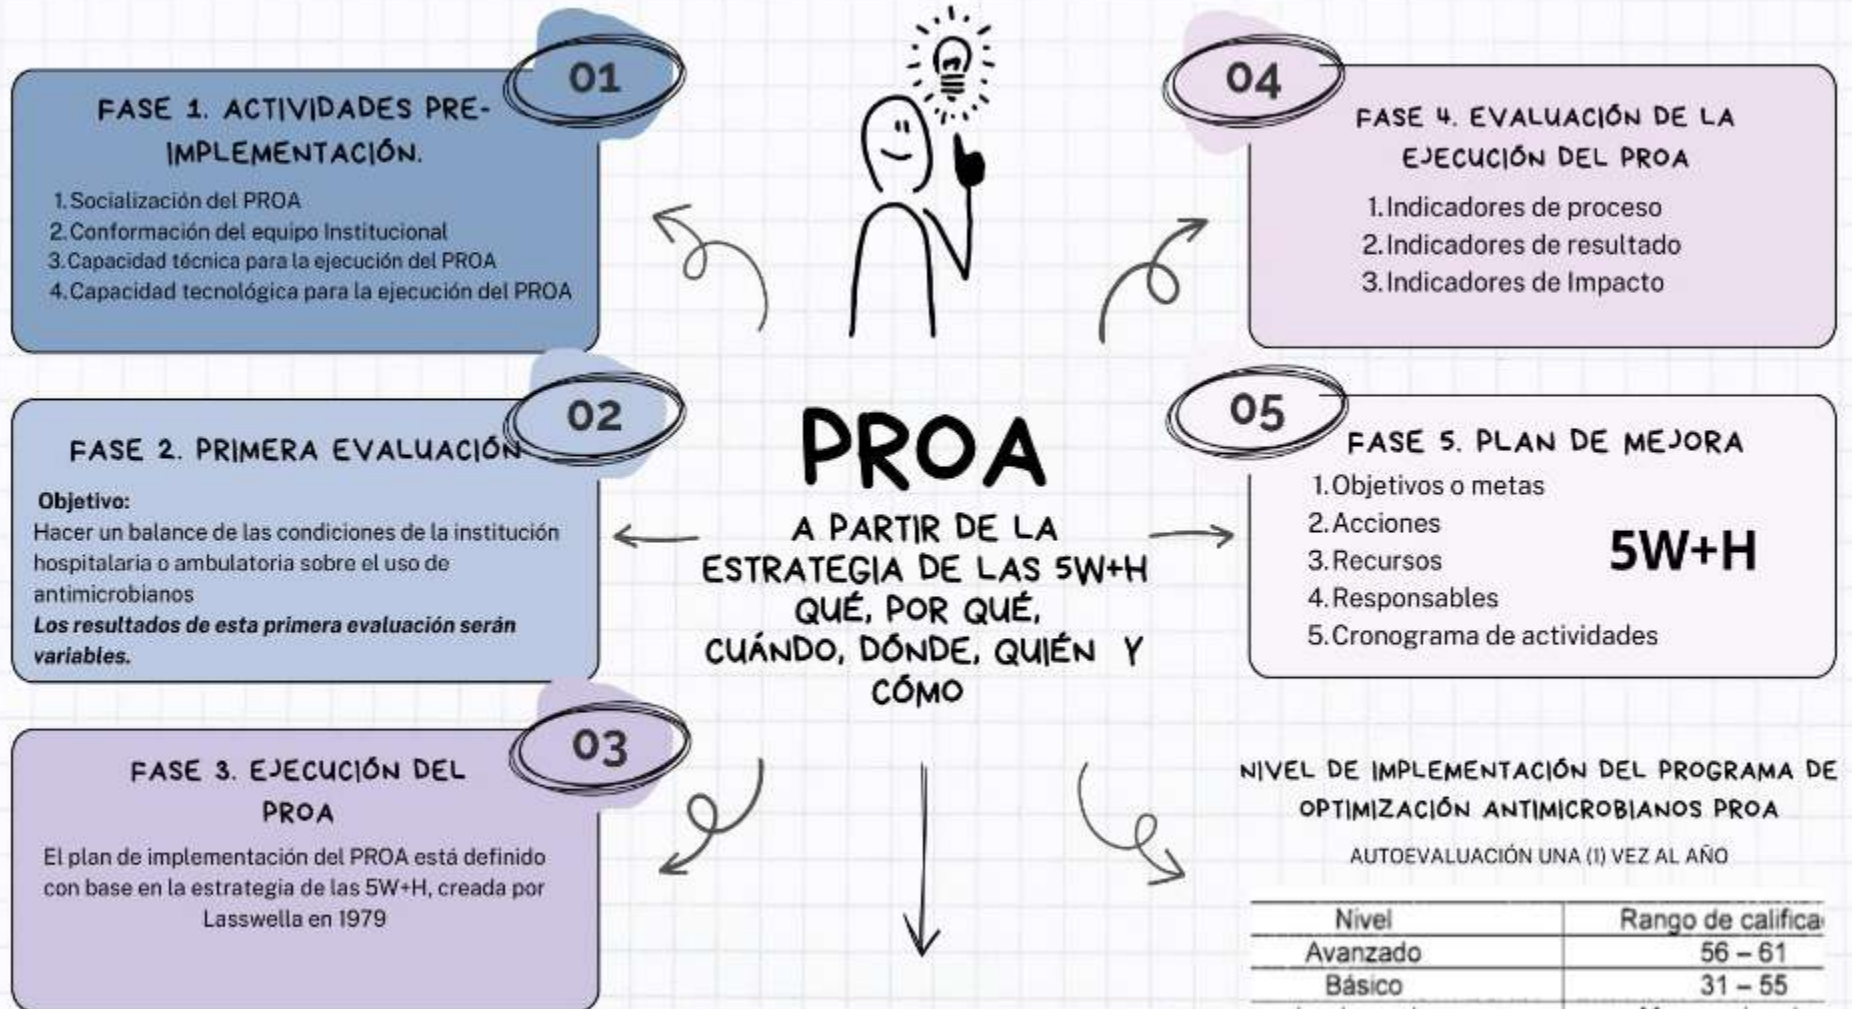 01
FASE 1. ACTIVIDADES PRE-
IMPLEMENTACIÓN.
1. Socialización del PROA
2. Conformación del equipo Institucional
3. Capacidad técnica para la ejecución del PROA
4. Capacidad tecnológica para la ejecución del PROA
02
FASE 2. PRIMERA EVALUACIÓN
Objetivo:
Hacer un balance de las condiciones de la institución
hospitalaria o ambulatoria sobre el uso de
antimicrobianos
Los resultados de esta primera evaluación serán
variables.
03
FASE 3. EJECUCIÓN DEL
PROA
El plan de implementación del PROA está definido
con base en la estrategia de las 5W+H, creada por
Lasswella en 1979
PROA
A PARTIR DE LA
ESTRATEGIA DE LAS 5W+H
QUÉ, POR QUÉ,
CUÁNDO, DÓNDE, QUIÉN Y
CÓMO
04
FASE 4. EVALUACIÓN DE LA
EJECUCIÓN DEL PROA
1. Indicadores de proceso
2. Indicadores de resultado
3. Indicadores de Impacto
05
FASE 5. PLAN DE MEJORA
1. Objetivos o metas
2. Acciones
3. Recursos
4. Responsables
5. Cronograma de actividades
5W+H
NIVEL DE IMPLEMENTACIÓN DEL PROGRAMA DE
OPTIMIZACIÓN ANTIMICROBIANOS PROA
AUTOEVALUACIÓN UNA (1) VEZ AL AÑO
Nivel Rango de califica
Avanzado 56 – 61
Básico 31 – 55